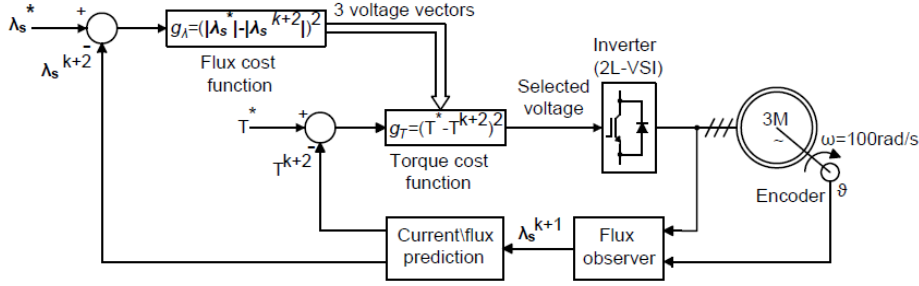 λs*
+
-
λs^k+2
gλ=(|λs*|-|λs^k+2|)^2
Flux cost
function
3 voltage vectors
T*
+
-
T^k+2
gT=(T*-T^k+2)^2
Torque cost
function
Selected
voltage
Inverter
(2L-VSI)
3M
~
ω=100rad/s
Encoder
ϑ
Current\flux
prediction
λs^k+1
Flux
observer